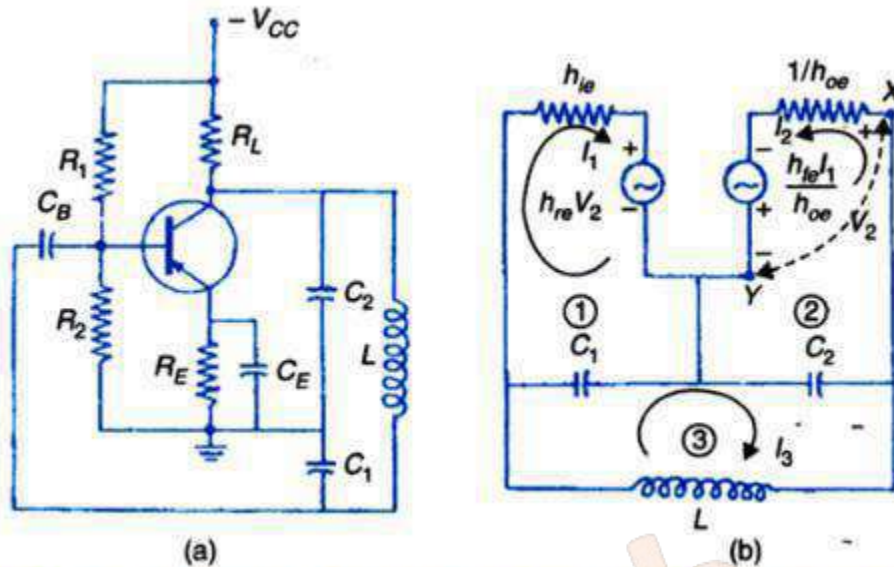 − V_CC
R_1
R_L
C_B
R_2
C_2
L
R_E
C_E
C_1
(a)
h_ie
1/h_oe
X
I_1
+
−
I_2
+
h_re V_2
−
+
h_fe I_1
h_oe
V_2
−
Y
①
②
C_1
C_2
③
I_3
L
(b)